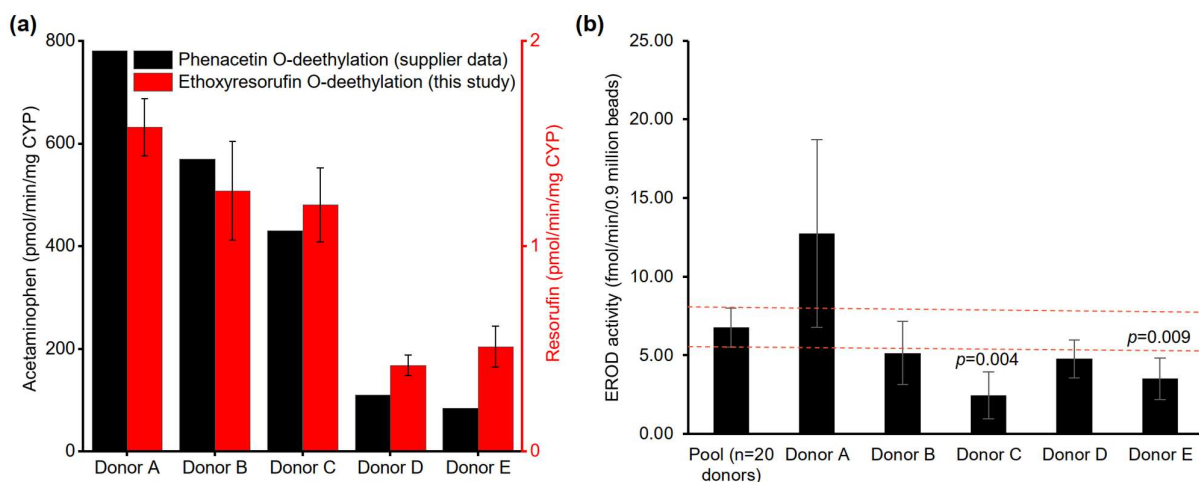 (a)
800
600
400
200
0
Acetaminophen (pmol/min/mg CYP)
Phenacetin O-deethylation (supplier data)
Ethoxyresorufin O-deethylation (this study)
2
1
0
Resorufin (pmol/min/mg CYP)
Donor A Donor B Donor C Donor D Donor E
(b)
25.00
20.00
15.00
10.00
5.00
0.00
EROD activity (fmol/min/0.9 million beads)
p=0.004
p=0.009
Pool (n=20 Donor A Donor B Donor C Donor D Donor E
donors)